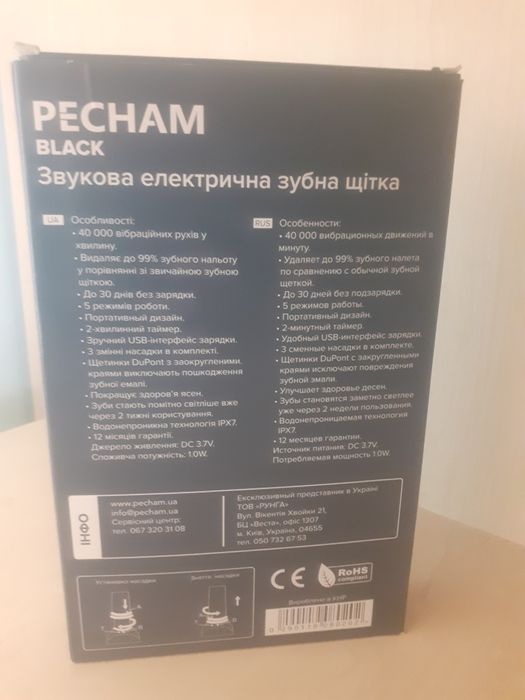 PECHAM
BLACK
Звукова електрична зубна щітка
UA Особливості:
• 40 000 вібраційних рухів у
хвилину.
• Видаляє до 99% зубного нальоту
у порівнянні зі звичайною зубною
щіткою.
• До 30 днів без зарядки.
• 5 режимів роботи.
• Портативний дизайн.
• 2-хвилинний таймер.
• Зручний USB-інтерфейс зарядки.
• 3 змінні насадки в комплекті.
• Щетинки DuPont с заокругленими.
краями виключають пошкодження
зубної емалі.
• Покращує здоров'я ясен.
• Зуби стають помітно світліше вже
через 2 тижні користування.
• Водонепроникна технологія IPX7.
• 12 місяців гарантії.
Джерело живлення: DC 3.7V.
Споживча потужність: 1.0W.
RUS Особенности:
• 40 000 вибрационных движений в
минуту.
• Удаляет до 99% зубного налета
по сравнению с обычной зубной
щеткой.
• До 30 дней без подзарядки.
• 5 режимов работы.
• Портативный дизайн.
• 2-минутный таймер.
• Удобный USB-интерфейс зарядки.
• 3 сменные насадки в комплекте.
• Щетинки DuPont с закругленными
краями исключают повреждения
зубной эмали.
• Улучшает здоровье десен.
• Зубы становятся заметно светлее
уже через 2 недели пользования.
• Водонепроницаемая технология
IPX7.
• 12 месяцев гарантии.
Источник питания: DC 3.7V.
Потребляемая мощность 1.0W.
ІНФО
www.pecham.ua
info@pecham.ua
Сервісний центр:
тел. 067 320 31 08
Ексклюзивний представник в Україні
ТОВ «РУНГА»
Вул. Вікентія Хвойки 21,
БЦ «Веста», офіс 1307
м. Київ, Україна, 04655
тел. 050 732 67 53
Установка насадки
Зняття насадки
A
B
B
CE
RoHS
compliant
Вироблено в КНР